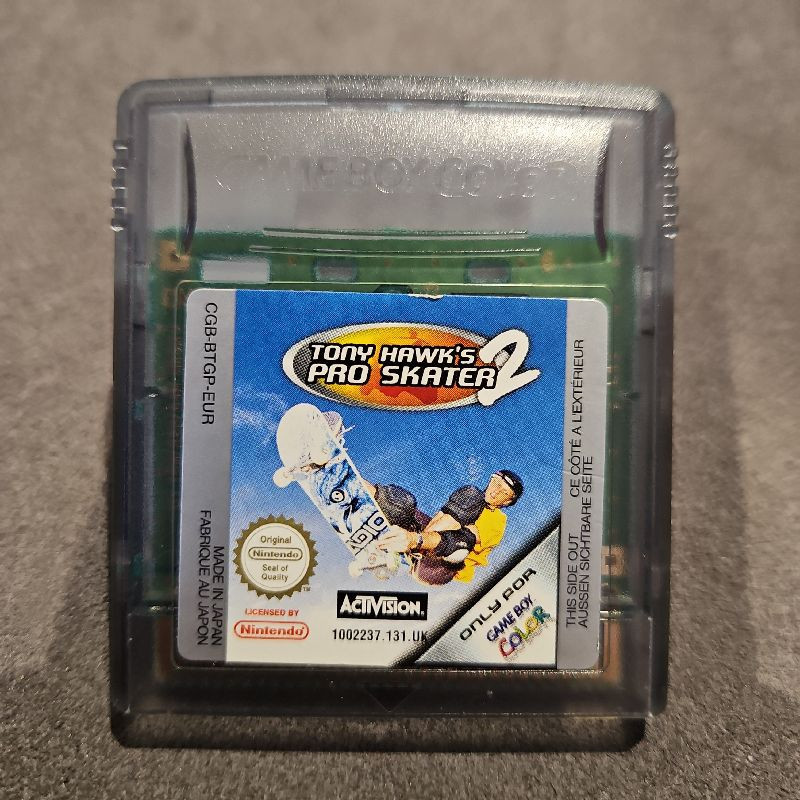 GAME BOY COLOR
CGB-BTGP-EUR
MADE IN JAPAN
FABRIQUE AU JAPON
TONY HAWK'S
PRO SKATER 2
Original
Nintendo
Seal of
Quality
TM
LICENSED BY
Nintendo
ACTIVISION.
1002237.131.UK
ONLY FOR
GAME BOY
COLOR
THIS SIDE OUT
CE CÔTÉ A L'EXTÉRIEUR
AUSSEN SICHTBARE SEITE